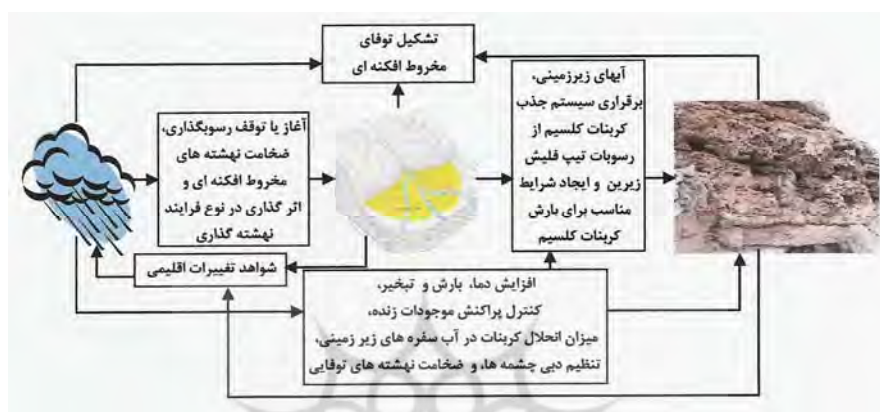 تشکیل توفای
مخروط افکنه ای
آبهای زیرزمینی،
برقراری سیستم جذب
کربنات کلسیم از
رسوبات تیپ فلیش
زیرین و ایجاد شرایط
مناسب برای بارش
کربنات کلسیم
آغاز یا توقف رسوبگذاری،
ضخامت نهشته های
مخروط افکنه ای و
اثر گذاری در نوع فرایند
نهشته گذاری
شواهد تغییرات اقلیمی
افزایش دما، بارش و تبخیر،
کنترل پراکنش موجودات زنده،
میزان انحلال کربنات در آب سفره های زیر زمینی،
تنظیم دبی چشمه ها، و ضخامت نهشته های توفایی